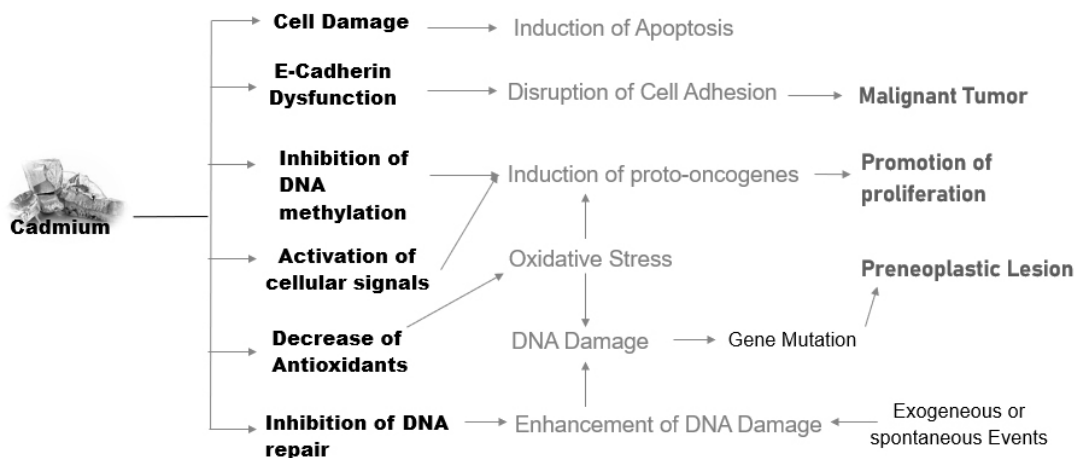 Cell Damage
Induction of Apoptosis
E-Cadherin
Dysfunction
Disruption of Cell Adhesion
Malignant Tumor
Inhibition of
DNA
methylation
Induction of proto-oncogenes
Promotion of
proliferation
Cadmium
Activation of
cellular signals
Oxidative Stress
Preneoplastic Lesion
Decrease of
Antioxidants
DNA Damage
Gene Mutation
Inhibition of DNA
repair
Enhancement of DNA Damage
Exogeneous or
spontaneous Events